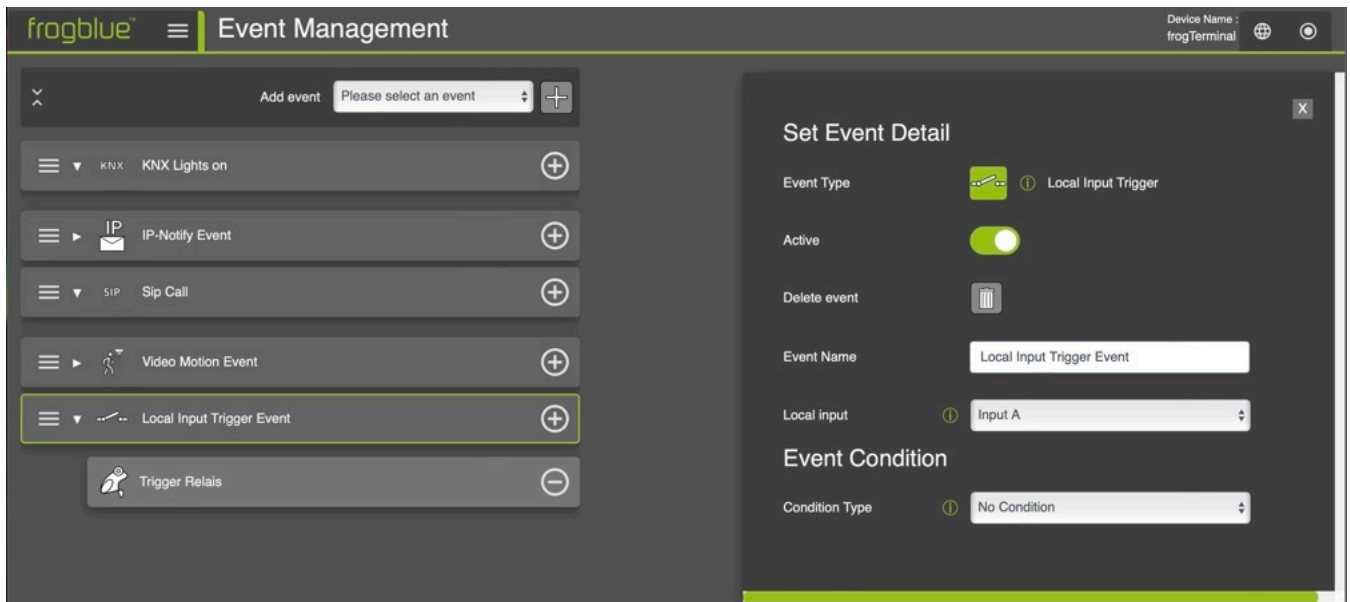 frogblue™
Event Management
Device Name :
frogTerminal
Add event
Please select an event
KNX
KNX Lights on
IP
IP-Notify Event
SIP
Sip Call
Video Motion Event
Local Input Trigger Event
Trigger Relais
X
Set Event Detail
Event Type
Local Input Trigger
Active
Delete event
Event Name
Local Input Trigger Event
Local input
Input A
Event Condition
Condition Type
No Condition